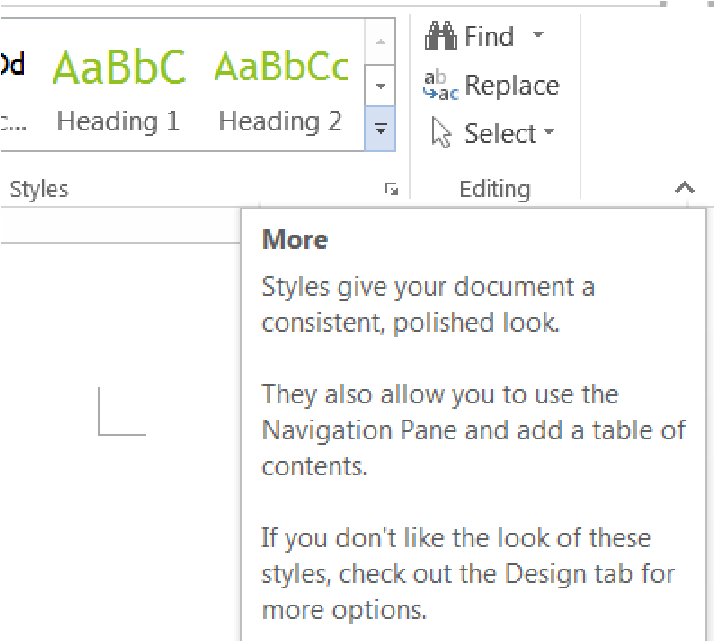 Dd AaBbC AaBbCc
c... Heading 1 Heading 2
Styles
Find
ab
ac Replace
Select
Editing
More
Styles give your document a
consistent, polished look.
They also allow you to use the
Navigation Pane and add a table of
contents.
If you don't like the look of these
styles, check out the Design tab for
more options.